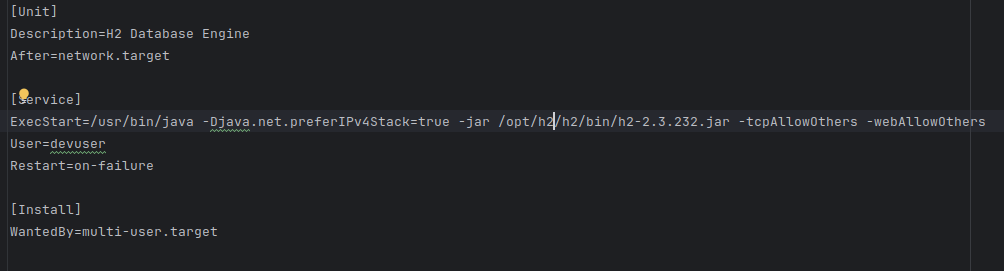 [Unit]
Description=H2 Database Engine
After=network.target
[Service]
ExecStart=/usr/bin/java -Djava.net.preferIPv4Stack=true -jar /opt/h2/h2/bin/h2-2.3.232.jar -tcpAllowOthers -webAllowOthers
User=devuser
Restart=on-failure
[Install]
WantedBy=multi-user.target